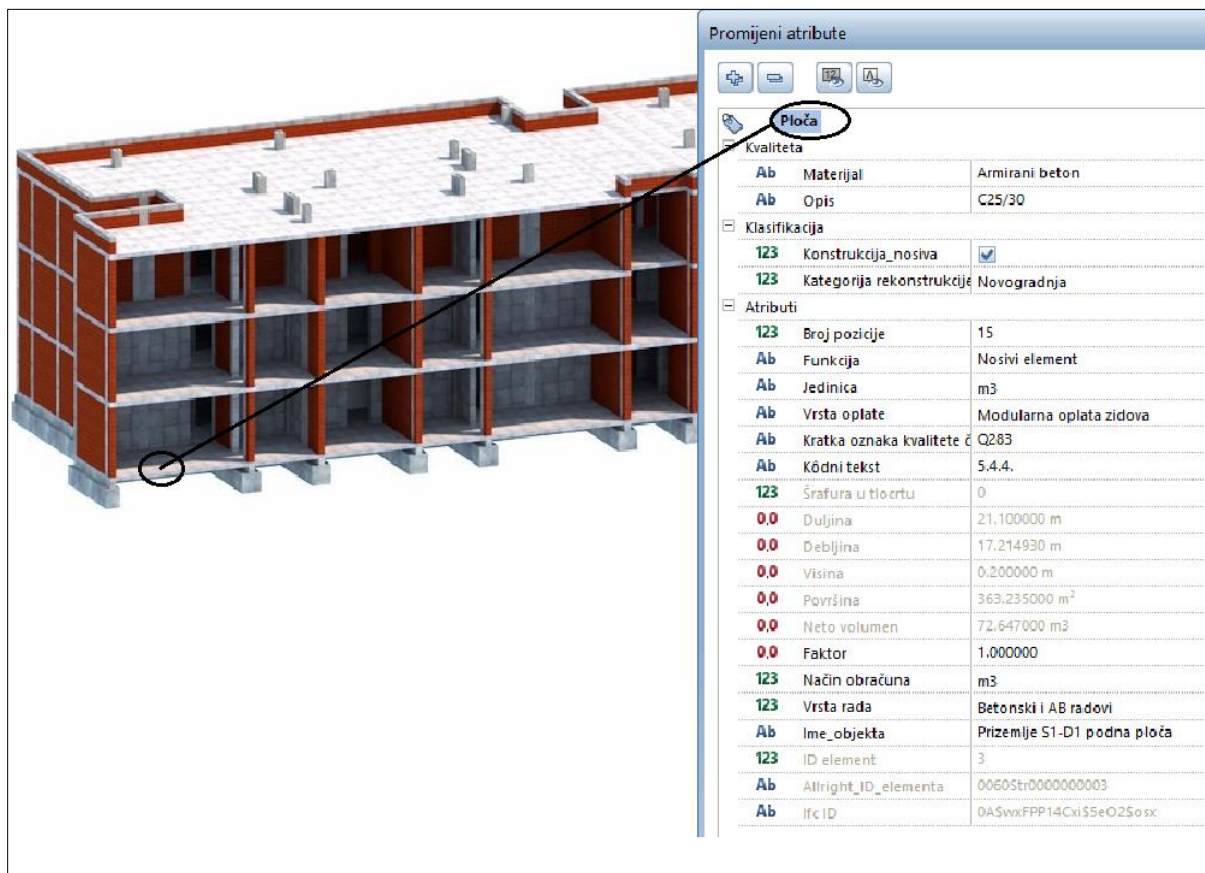 Promijeni atribute
Ploča
Kvaliteta
Ab Materijal Armirani beton
Ab Opis C25/30
Klasifikacija
123 Konstrukcija_nosiva
123 Kategorija rekonstrukcije Novogradnja
Atributi
123 Broj pozicije 15
Ab Funkcija Nosivi element
Ab Jedinica m3
Ab Vrsta oplate Modularna oplata zidova
Ab Kratka oznaka kvalitete č Q283
Ab Kôdni tekst 5.4.4.
123 Šrafura u tlocrtu 0
0,0 Duljina 21.100000 m
0,0 Debljina 17.214930 m
0,0 Visina 0.200000 m
0,0 Površina 363.235000 m²
0,0 Neto volumen 72.647000 m3
0,0 Faktor 1.000000
123 Način obračuna m3
123 Vrsta rada Betonski i AB radovi
Ab Ime_objekta Prizemlje S1-D1 podna ploča
123 ID element 3
Ab Allright_ID_elementa 0060Str0000000003
Ab Ifc ID 0A$wxFPP14Cxi$5eO2$osx